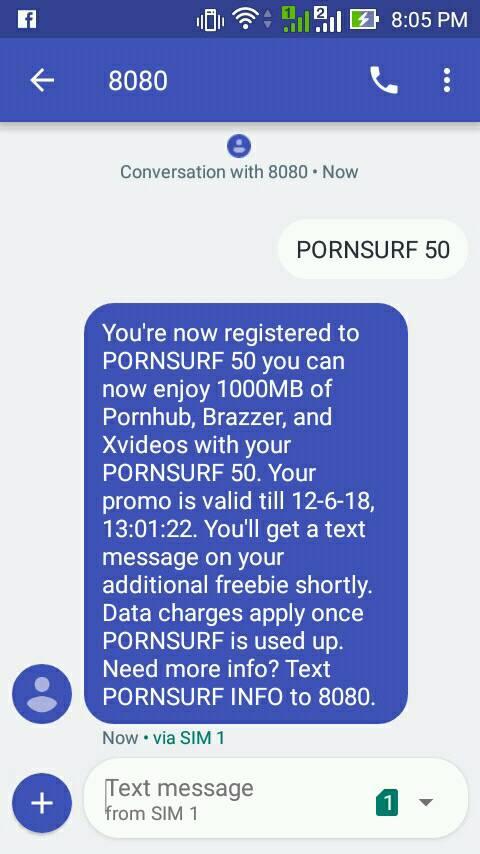 8:05 PM
8080
Conversation with 8080 • Now
PORNSURF 50
You're now registered to
PORNSURF 50 you can
now enjoy 1000MB of
Pornhub, Brazzer, and
Xvideos with your
PORNSURF 50. Your
promo is valid till 12-6-18,
13:01:22. You'll get a text
message on your
additional freebie shortly.
Data charges apply once
PORNSURF is used up.
Need more info? Text
PORNSURF INFO to 8080.
Now • via SIM 1
Text message
from SIM 1
1